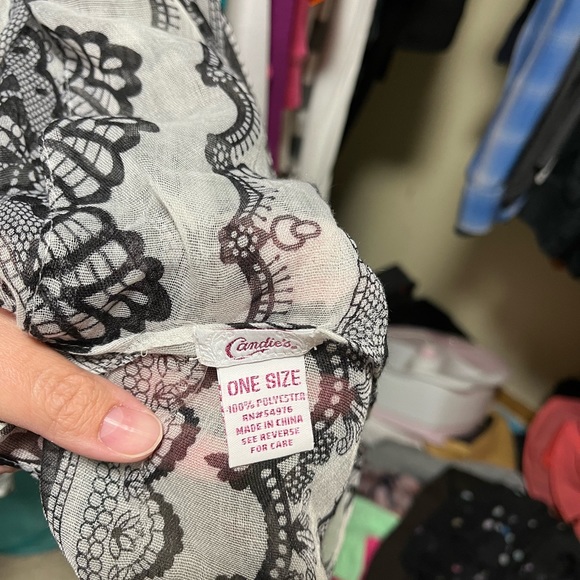 Candie's
ONE SIZE
100% POLYESTER
RN#54976
MADE IN CHINA
SEE REVERSE
FOR CARE